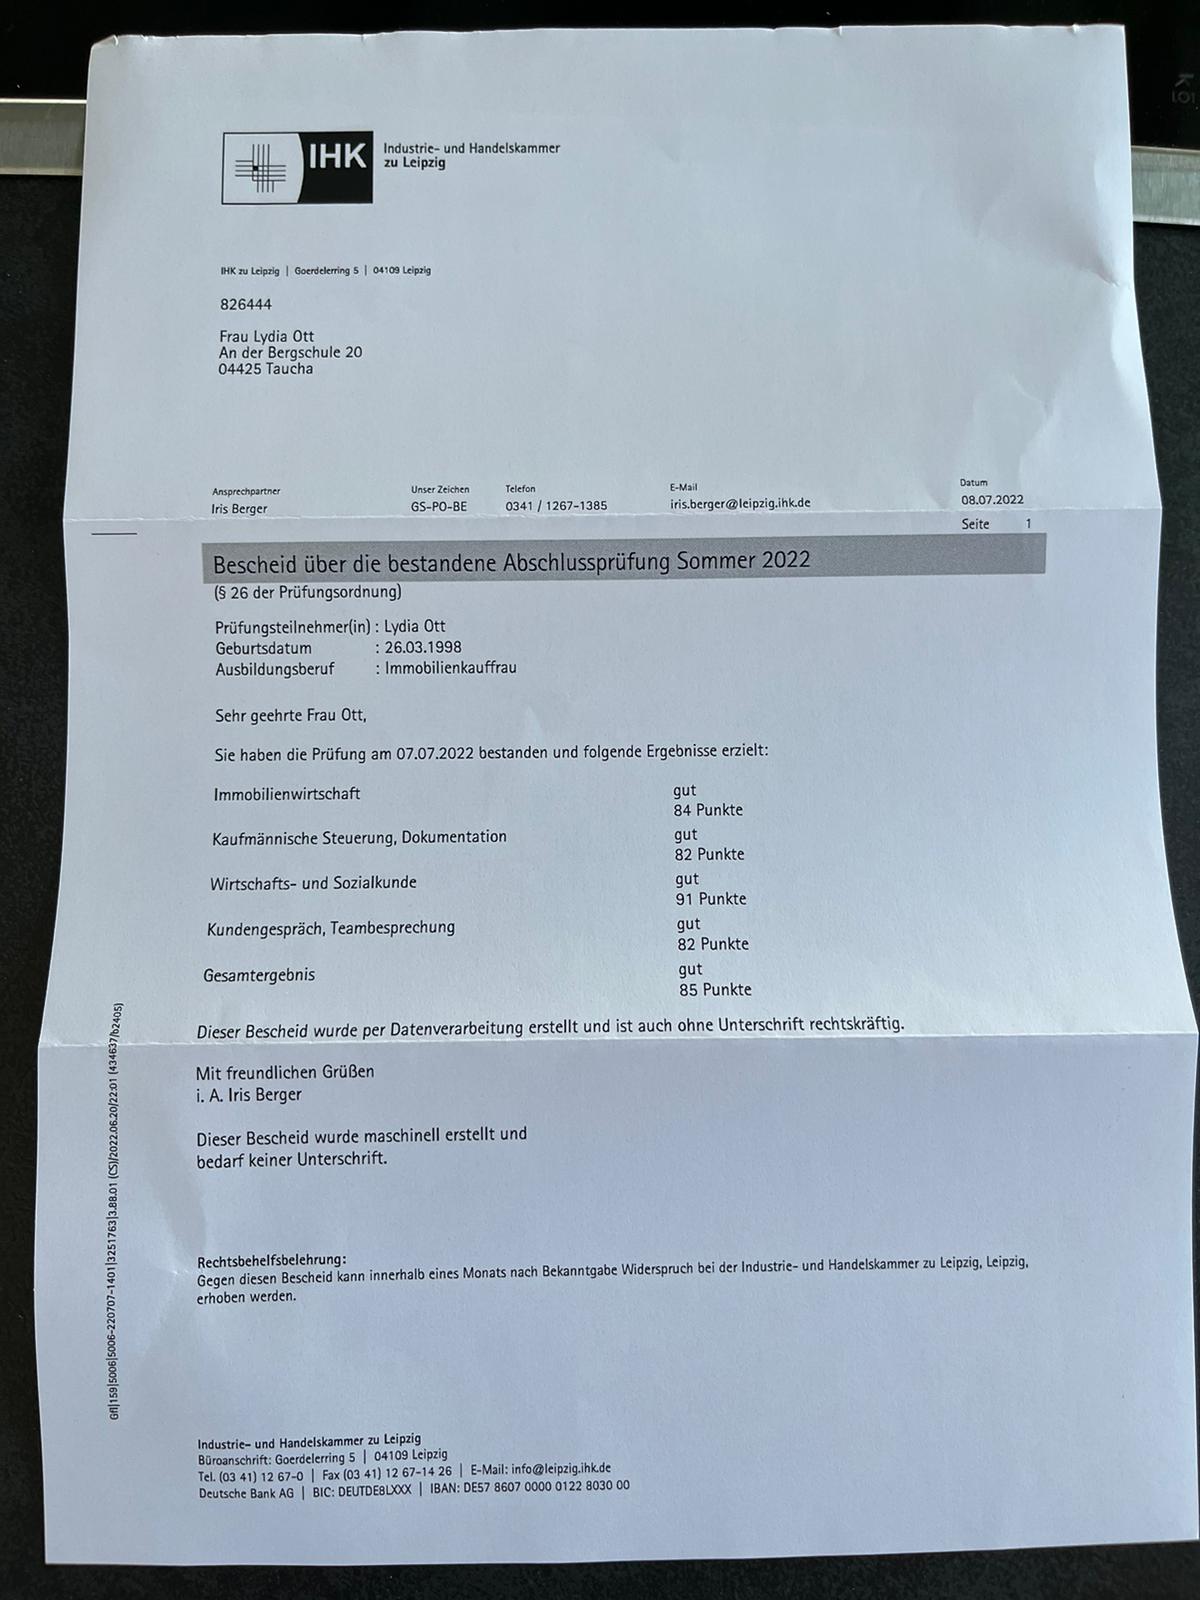 IHK
Industrie- und Handelskammer
zu Leipzig
IHK zu Leipzig | Goerdelerring 5 | 04109 Leipzig
826444
Frau Lydia Ott
An der Bergschule 20
04425 Taucha
Ansprechpartner Unser Zeichen Telefon E-Mail Datum
Iris Berger GS-PO-BE 0341 / 1267-1385 iris.berger@leipzig.ihk.de 08.07.2022
Seite 1
Bescheid über die bestandene Abschlussprüfung Sommer 2022
(§ 26 der Prüfungsordnung)
Prüfungsteilnehmer(in) : Lydia Ott
Geburtsdatum : 26.03.1998
Ausbildungsberuf : Immobilienkauffrau
Sehr geehrte Frau Ott,
Sie haben die Prüfung am 07.07.2022 bestanden und folgende Ergebnisse erzielt:
Immobilienwirtschaft gut
84 Punkte
Kaufmännische Steuerung, Dokumentation gut
82 Punkte
Wirtschafts- und Sozialkunde gut
91 Punkte
Kundengespräch, Teambesprechung gut
82 Punkte
Gesamtergebnis gut
85 Punkte
Dieser Bescheid wurde per Datenverarbeitung erstellt und ist auch ohne Unterschrift rechtskräftig.
Mit freundlichen Grüßen
i. A. Iris Berger
Dieser Bescheid wurde maschinell erstellt und
bedarf keiner Unterschrift.
Rechtsbehelfsbelehrung:
Gegen diesen Bescheid kann innerhalb eines Monats nach Bekanntgabe Widerspruch bei der Industrie- und Handelskammer zu Leipzig, Leipzig,
erhoben werden.
Gfi|159|5006|5006-220707-1401|3251763|3.88.01 (CS)/2022.06.20/22:01 (434637/b2405)
Industrie- und Handelskammer zu Leipzig
Büroanschrift: Goerdelerring 5 | 04109 Leipzig
Tel. (03 41) 12 67-0 | Fax (03 41) 12 67-14 26 | E-Mail: info@leipzig.ihk.de
Deutsche Bank AG | BIC: DEUTDE8LXXX | IBAN: DE57 8607 0000 0122 8030 00